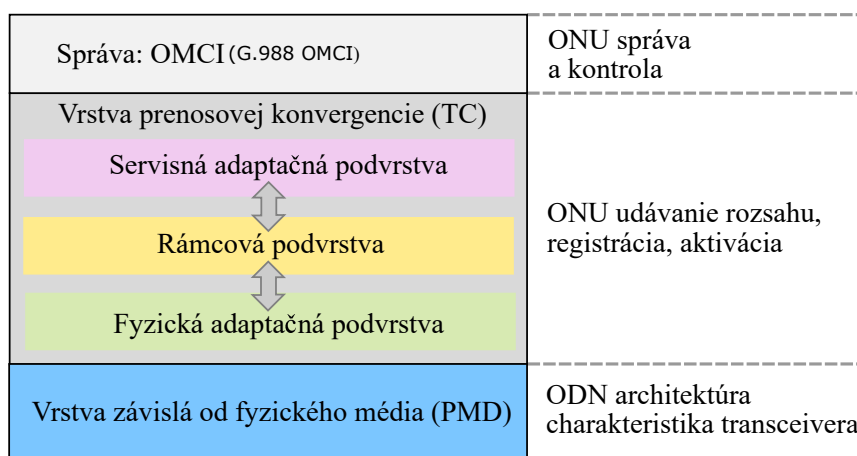 Správa: OMCI (G.988 OMCI)
ONU správa
a kontrola
Vrstva prenosovej konvergencie (TC)
Servisná adaptačná podvrstva
Rámcová podvrstva
Fyzická adaptačná podvrstva
ONU udávanie rozsahu,
registrácia, aktivácia
Vrstva závislá od fyzického média (PMD)
ODN architektúra
charakteristika transceivera